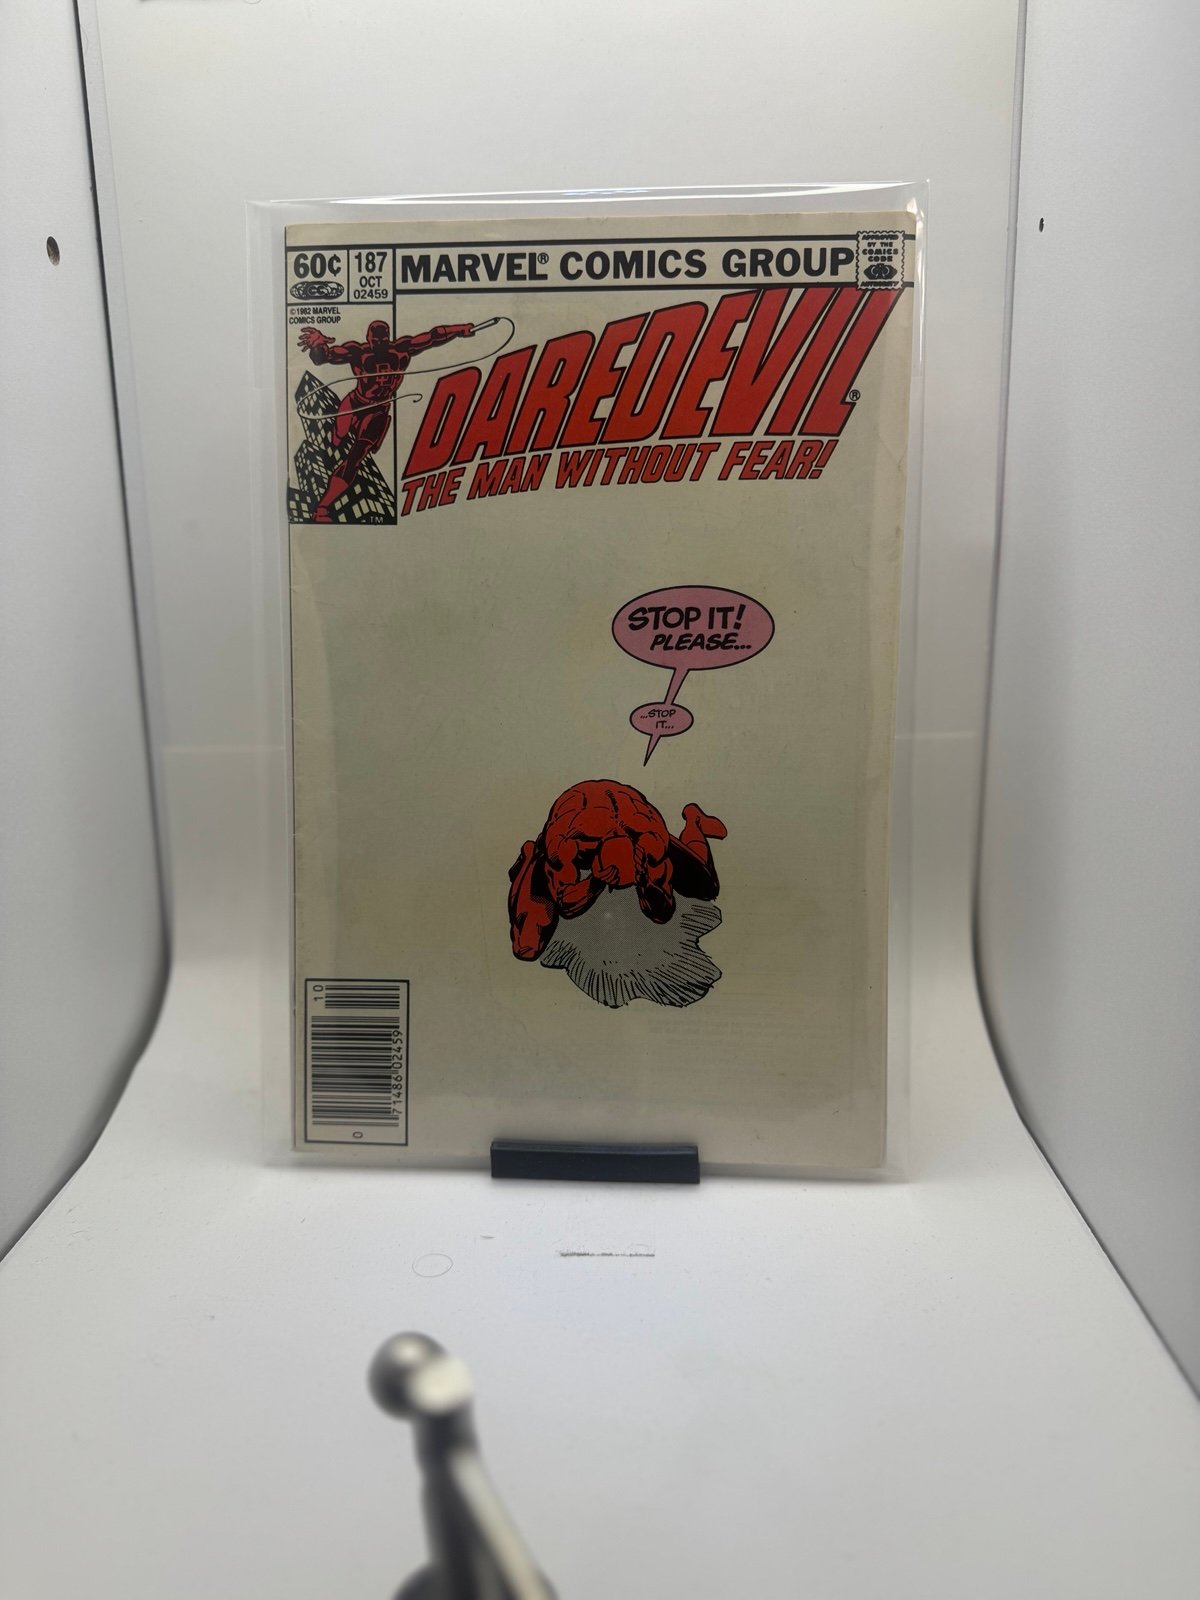 60¢
187
OCT
02459
MARVEL® COMICS GROUP
APPROVED
BY THE
COMICS
CODE
AUTHORITY
©1982 MARVEL
COMICS GROUP
DAREDEVIL®
THE MAN WITHOUT FEAR!
TM
STOP IT!
PLEASE...
...STOP
IT...
10
71486 02459
0